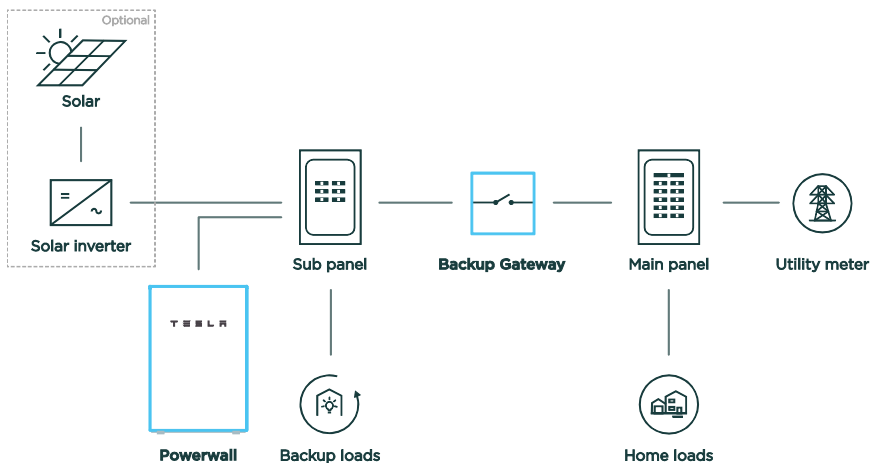 Optional
Solar
Solar inverter
Sub panel
Backup Gateway
Main panel
Utility meter
TESLA
Powerwall
Backup loads
Home loads